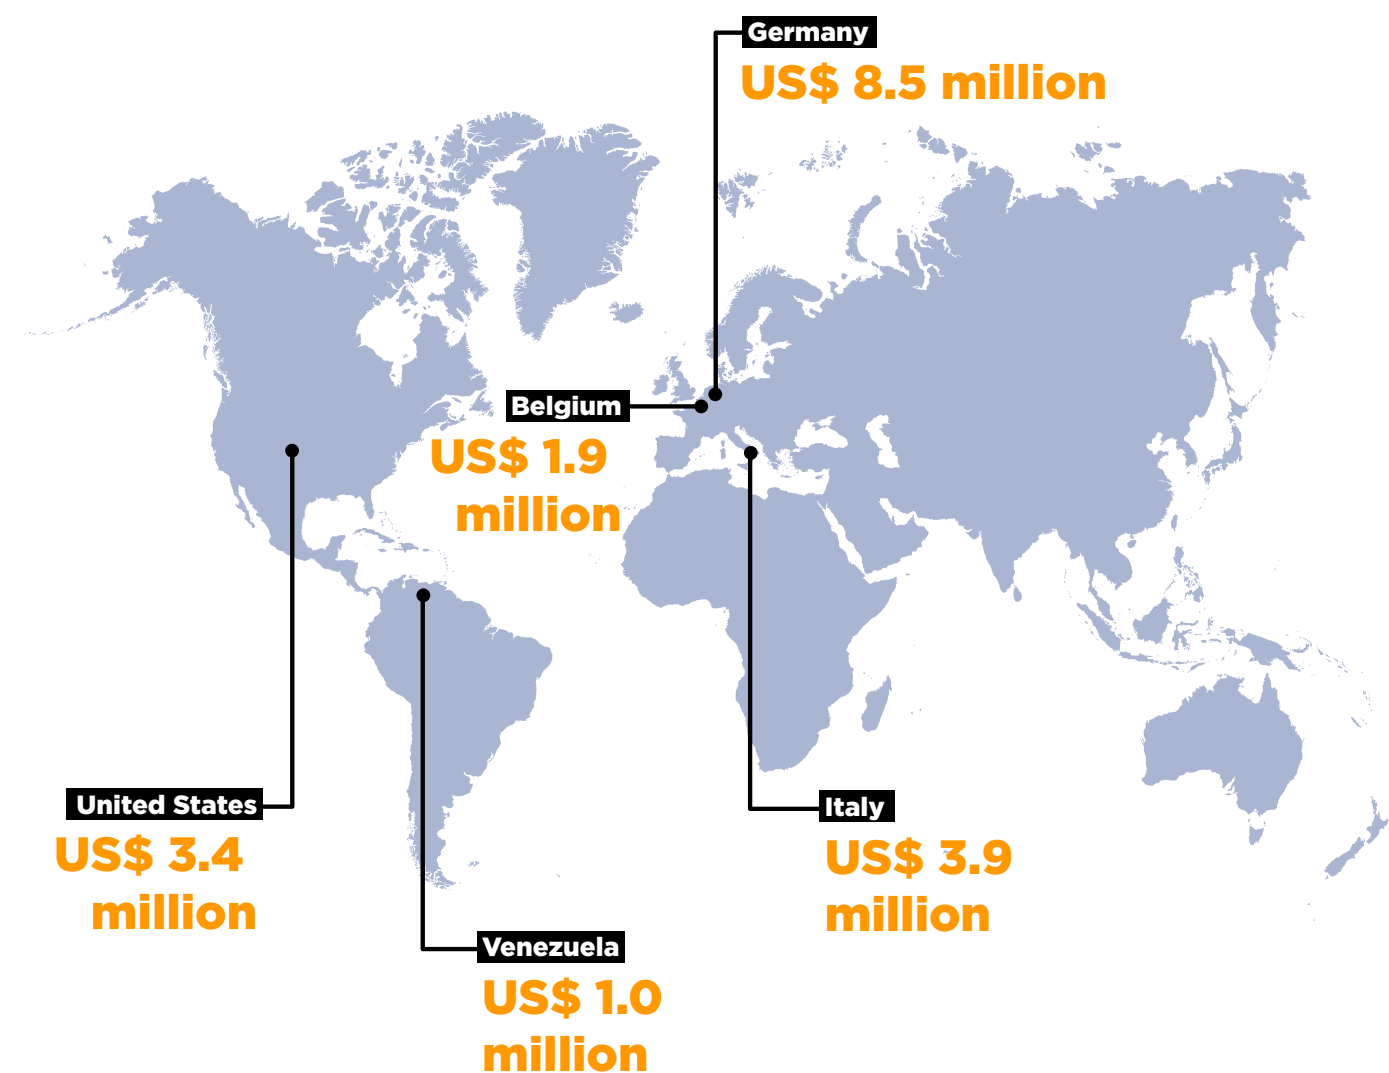 Germany
US$ 8.5 million
Belgium
US$ 1.9
million
United States
US$ 3.4
million
Italy
US$ 3.9
million
Venezuela
US$ 1.0
million